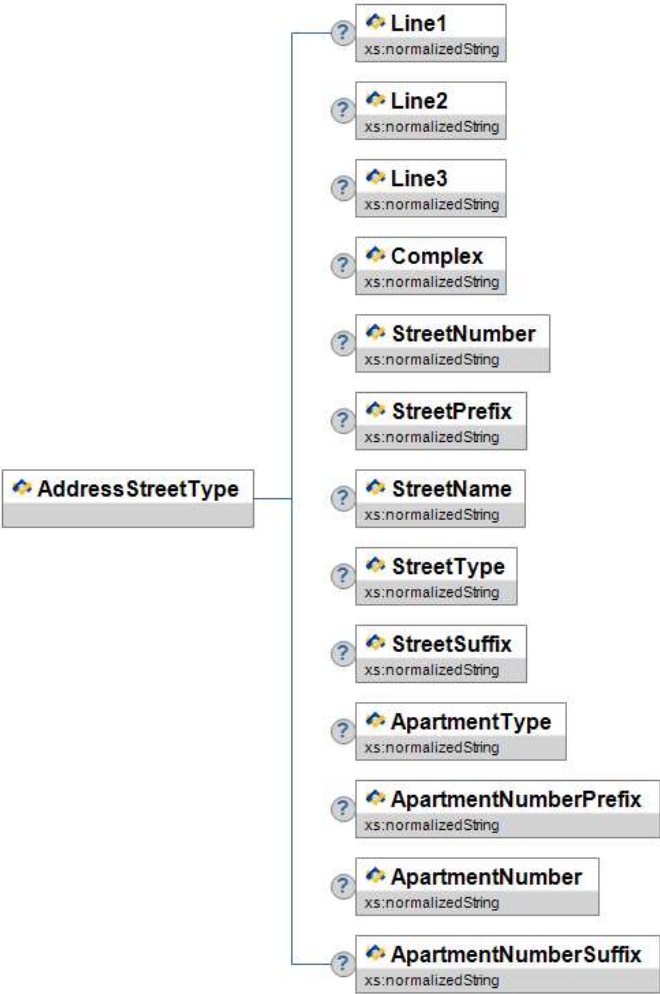 ? Line1
xs:normalizedString
? Line2
xs:normalizedString
? Line3
xs:normalizedString
? Complex
xs:normalizedString
? StreetNumber
xs:normalizedString
? StreetPrefix
xs:normalizedString
AddressStreetType
? StreetName
xs:normalizedString
? StreetType
xs:normalizedString
? StreetSuffix
xs:normalizedString
? ApartmentType
xs:normalizedString
? ApartmentNumberPrefix
xs:normalizedString
? ApartmentNumber
xs:normalizedString
? ApartmentNumberSuffix
xs:normalizedString